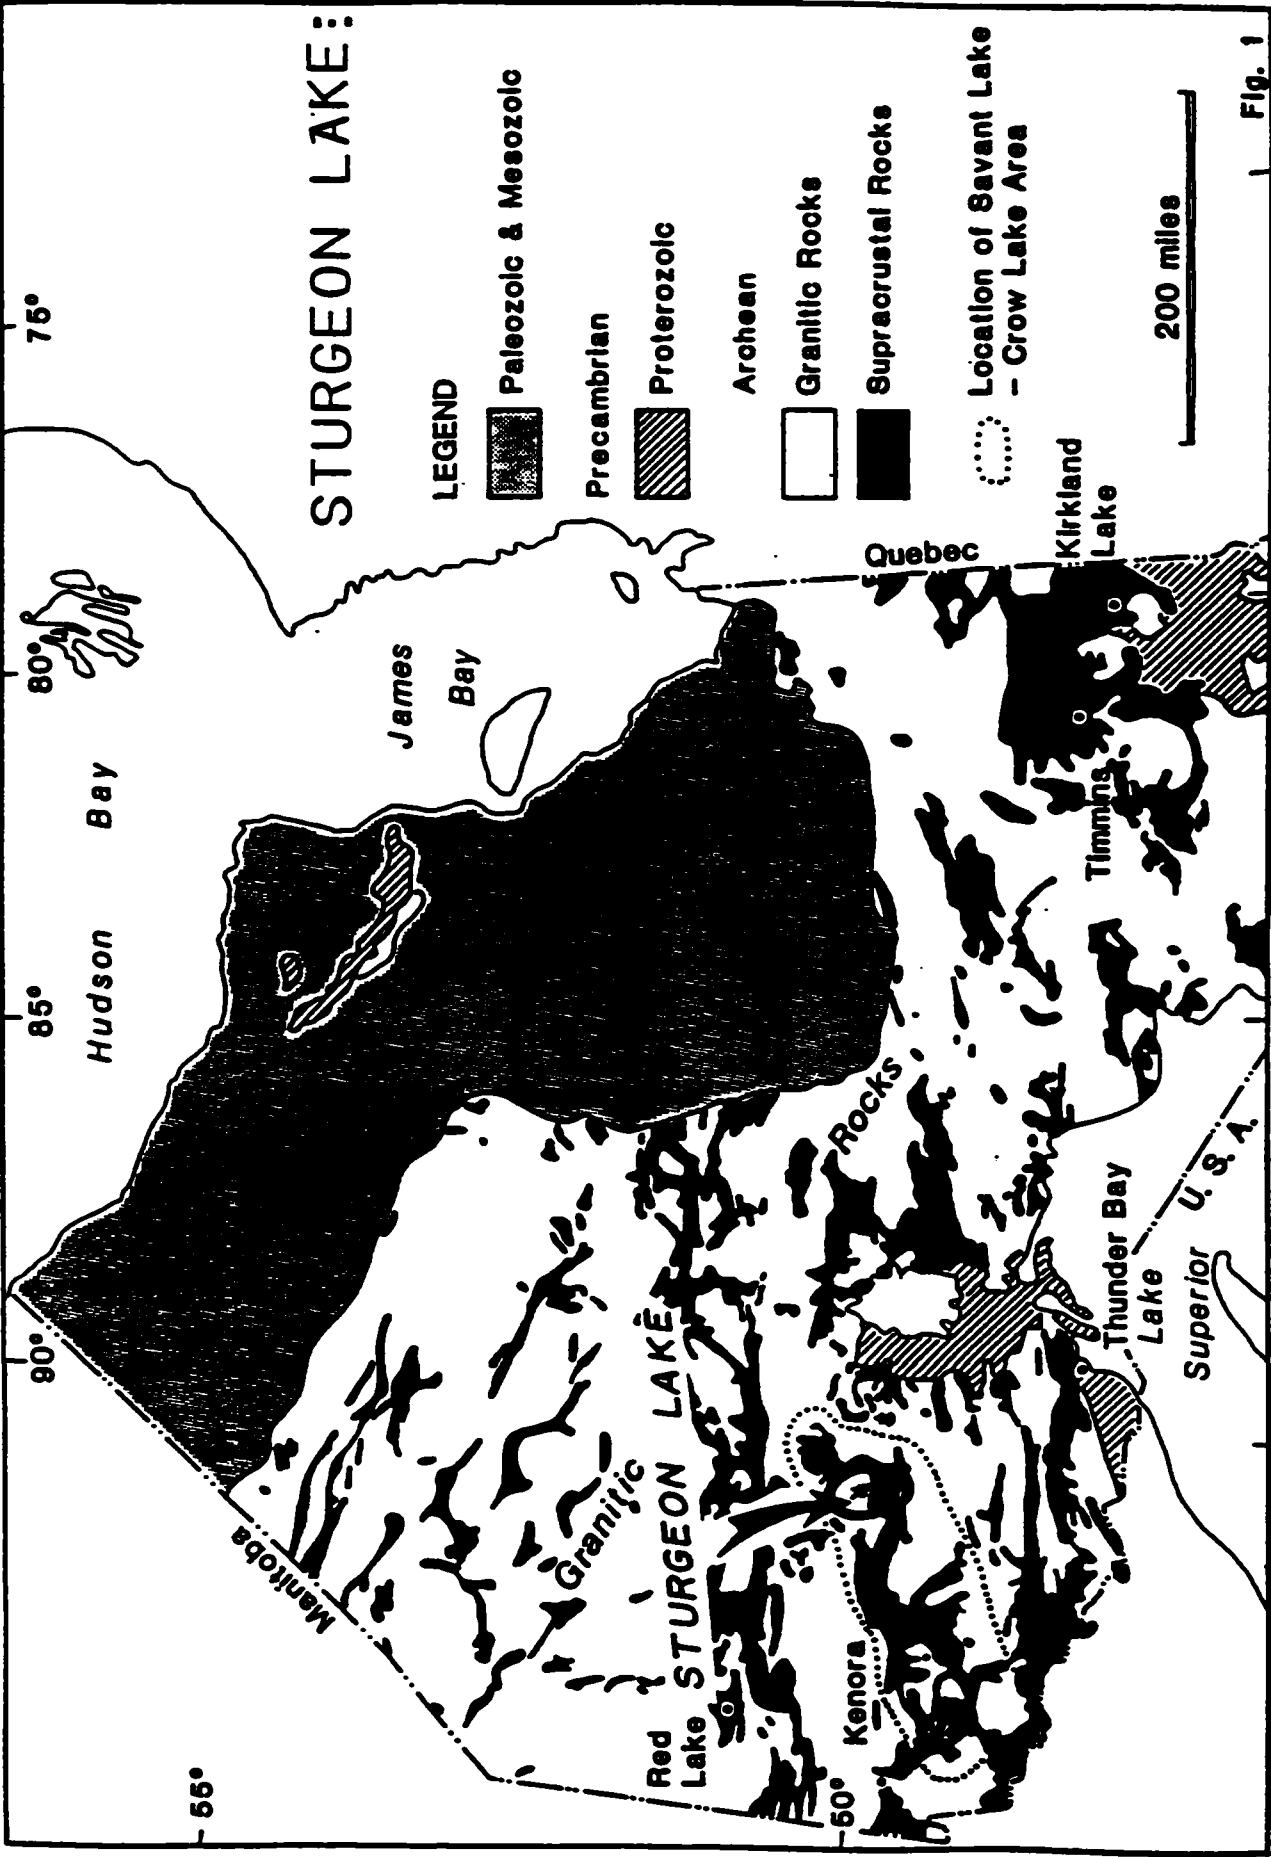 STURGEON LAKE:
LEGEND
Paleozoic & Mesozoic
Precambrian
Proterozoic
Archean
Granitic Rocks
Supracrustal Rocks
Location of Savant Lake
- Crow Lake Area
200 miles
Fig. 1
90°
85°
80°
75°
55°
50°
Hudson Bay
James
Bay
Manitoba
Quebec
Granitic Rocks
STURGEON LAKE
Red
Lake
Kenora
Thunder Bay
Lake
Superior
U. S. A.
Timmins
Kirkland
Lake